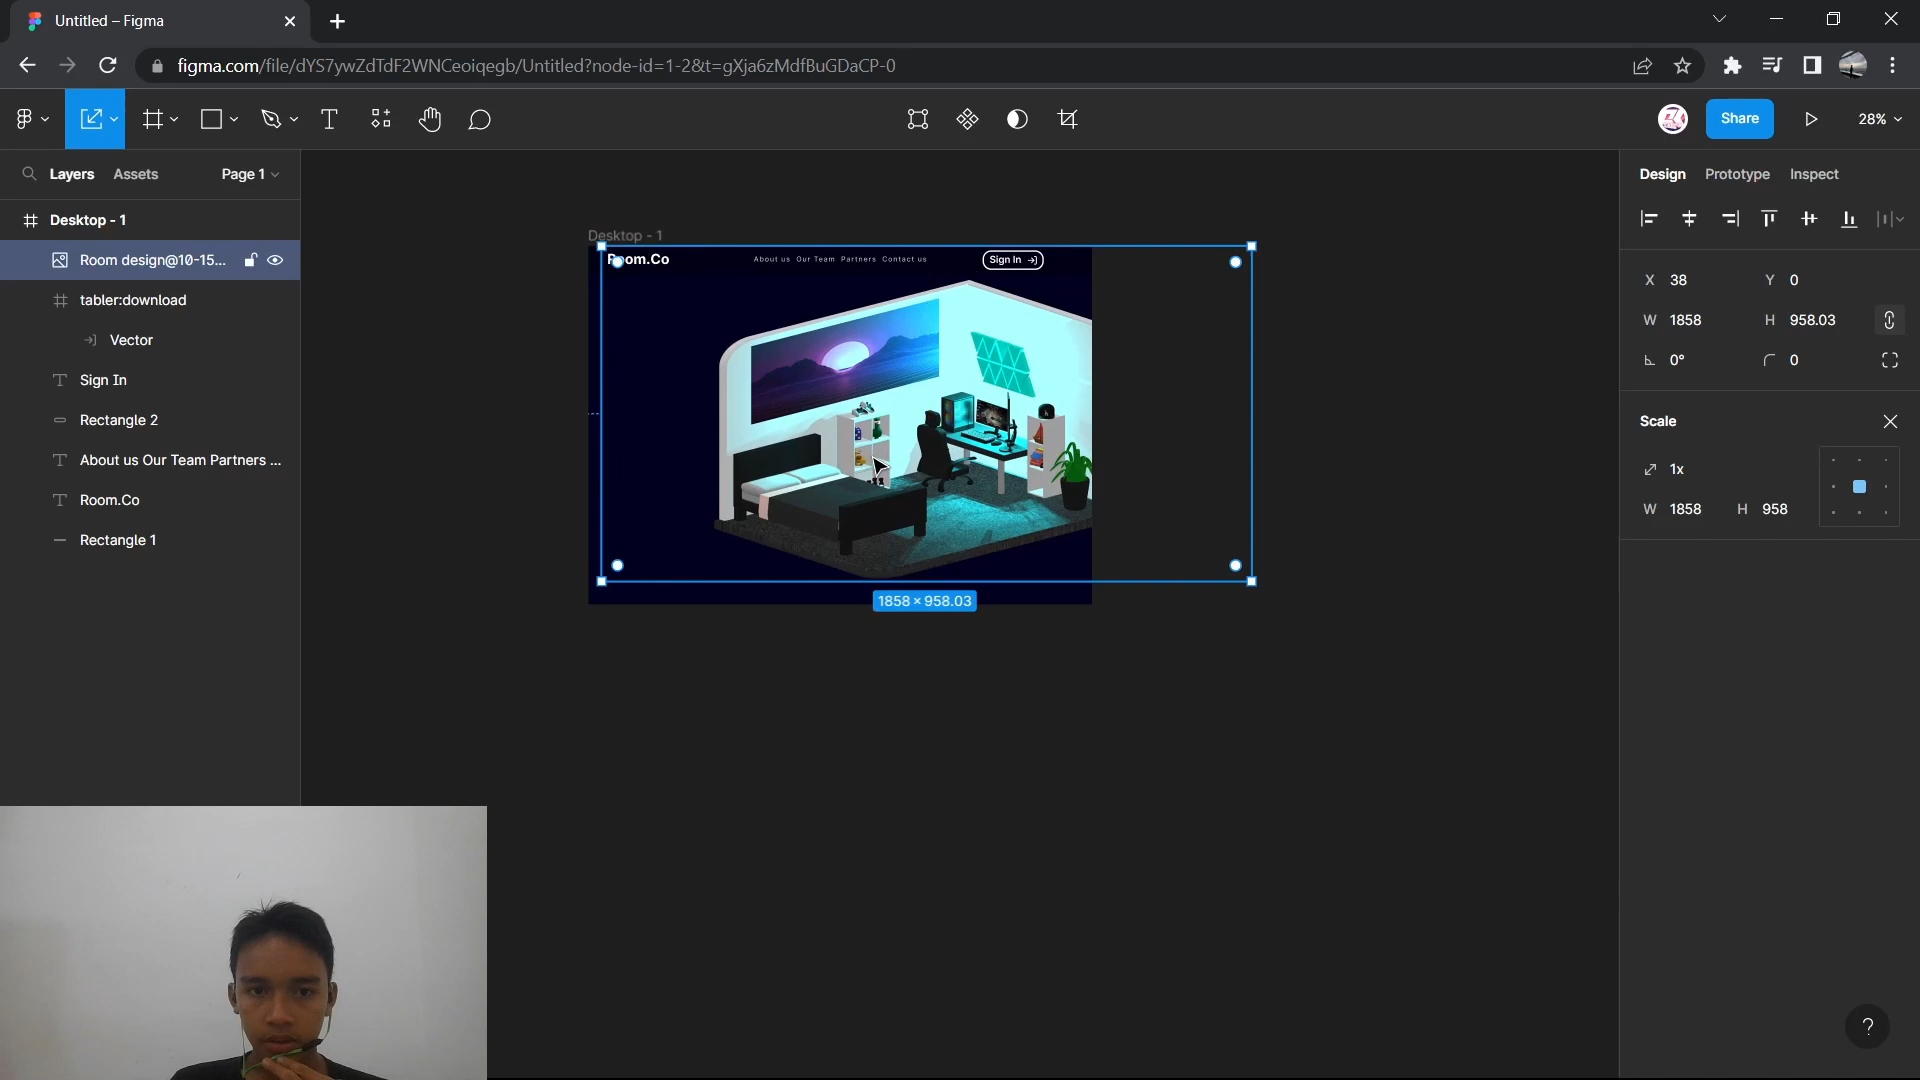 Untitled – Figma
figma.com/file/dYS7ywZdTdF2WNCeoiqegb/Untitled?node-id=1-2&t=gXja6zMdfBuGDaCP-0
Share
28%
Layers
Assets
Page 1
Design
Prototype
Inspect
Desktop - 1
Room design@10-15...
tabler:download
Vector
Sign In
Rectangle 2
About us Our Team Partners ...
Room.Co
Rectangle 1
Desktop - 1
Room.Co
About us Our Team Partners Contact us
Sign In
1858 × 958.03
X 38
Y 0
W 1858
H 958.03
0°
0
Scale
1x
W 1858
H 958
?